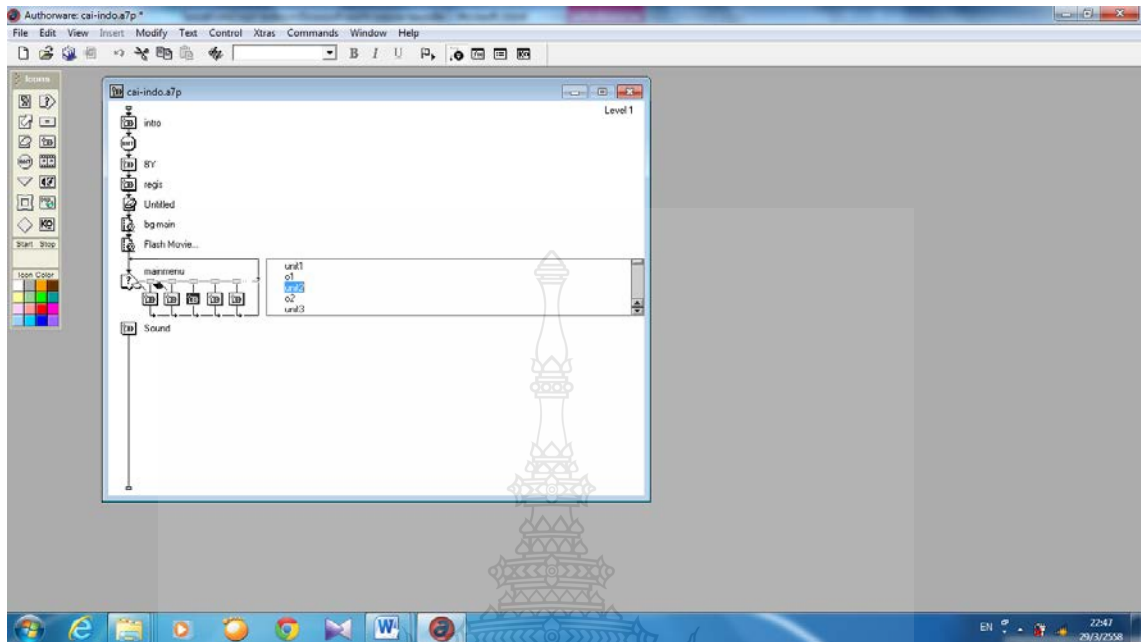 Authorware: cai-indo.a7p *
File Edit View Insert Modify Text Control Xtras Commands Window Help
B I U
Icons
Start Stop
Icon Color
cai-indo.a7p
Level 1
intro
WAIT
BY
regis
Untitled
bg main
Flash Movie...
mainmenu
unit1
o1
unit2
o2
unit3
Sound
EN
22:47
29/3/2558